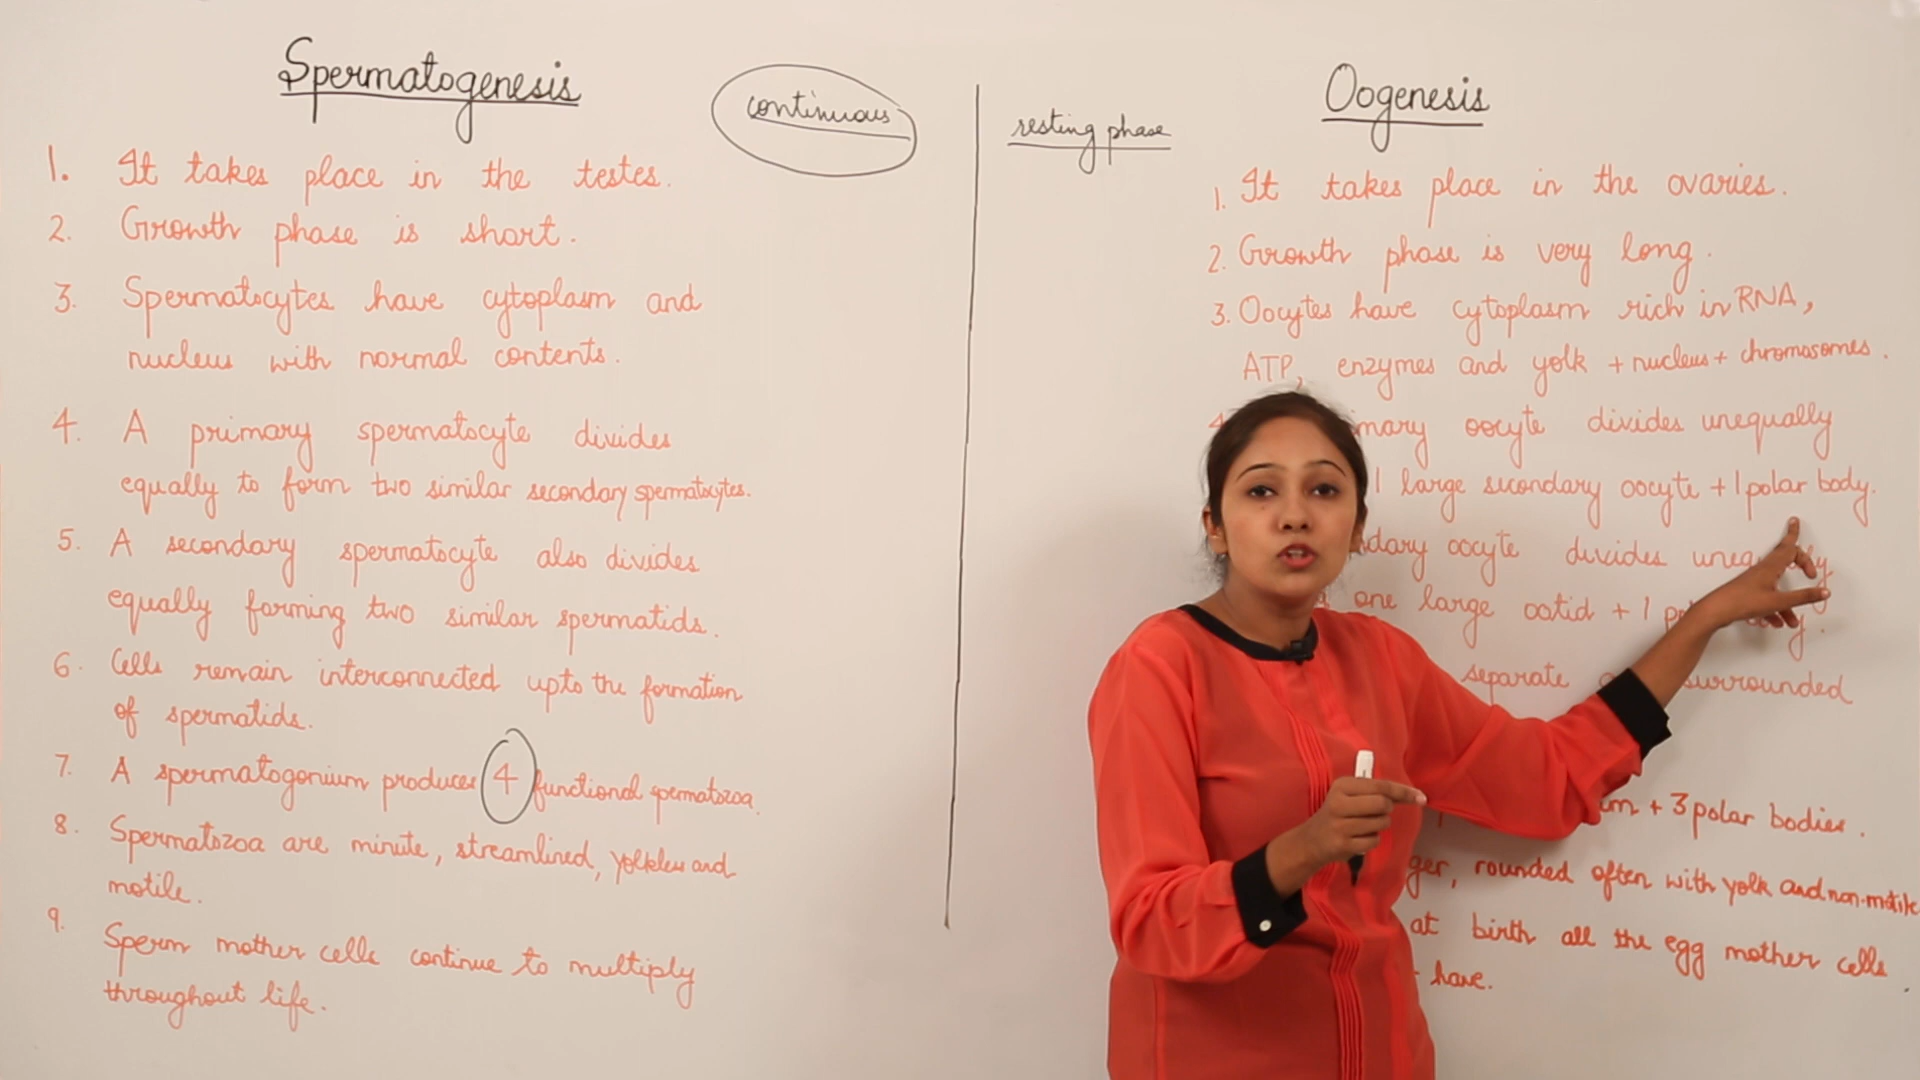 Spermatogenesis
continuous
1. It takes place in the testes.
2. Growth phase is short.
3. Spermatocytes have cytoplasm and
nucleus with normal contents.
4. A primary spermatocyte divides
equally to form two similar secondary spermatocytes.
5. A secondary spermatocyte also divides
equally forming two similar spermatids.
6. Cells remain interconnected upto the formation
of spermatids.
7. A spermatogonium produces 4 functional spermatozoa.
8. Spermatozoa are minute, streamlined, yolkless and
motile.
9. Sperm mother cells continue to multiply
throughout life.
resting phase
Oogenesis
1. It takes place in the ovaries.
2. Growth phase is very long.
3. Oocytes have cytoplasm rich in RNA,
ATP, enzymes and yolk + nucleus + chromosomes.
oocyte divides unequally
1 large secondary oocyte + 1 polar body.
oocyte divides
one large ootid + 1
separate surrounded
+ 3 polar bodies.
rounded often with yolk and non-motile
at birth all the egg mother cells
have.